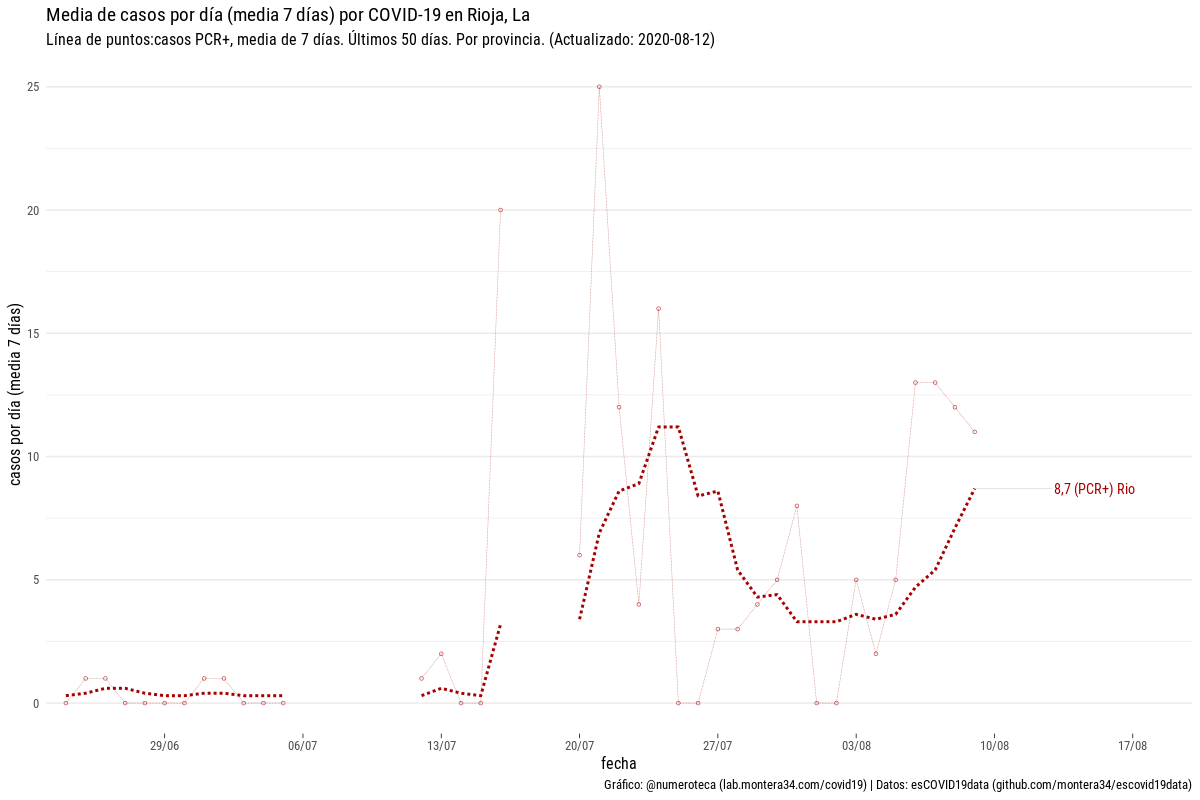 Media de casos por día (media 7 días) por COVID-19 en Rioja, La
Línea de puntos:casos PCR+, media de 7 días. Últimos 50 días. Por provincia. (Actualizado: 2020-08-12)
casos por día (media 7 días)
25
20
15
10
5
0
8,7 (PCR+) Rio
29/06
06/07
13/07
20/07
27/07
03/08
10/08
17/08
fecha
Gráfico: @numeroteca (lab.montera34.com/covid19) | Datos: esCOVID19data (github.com/montera34/escovid19data)